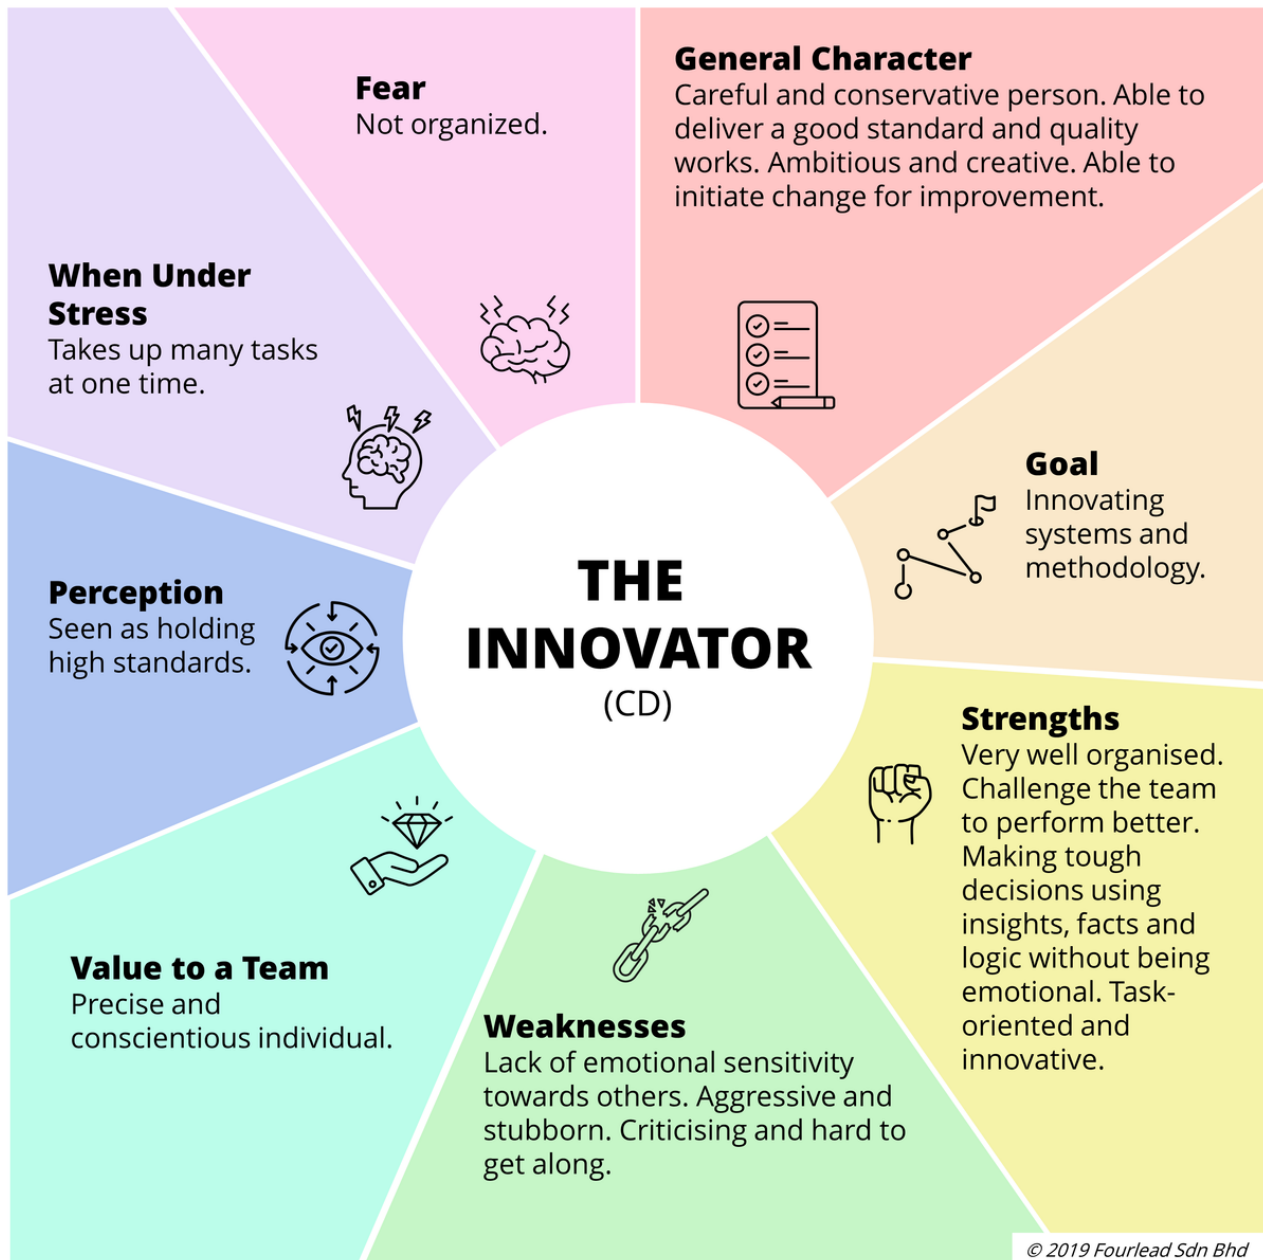 THE
INNOVATOR
(CD)
General Character
Careful and conservative person. Able to
deliver a good standard and quality
works. Ambitious and creative. Able to
initiate change for improvement.
Goal
Innovating
systems and
methodology.
Strengths
Very well organised.
Challenge the team
to perform better.
Making tough
decisions using
insights, facts and
logic without being
emotional. Task-
oriented and
innovative.
Weaknesses
Lack of emotional sensitivity
towards others. Aggressive and
stubborn. Criticising and hard to
get along.
Value to a Team
Precise and
conscientious individual.
Perception
Seen as holding
high standards.
When Under
Stress
Takes up many tasks
at one time.
Fear
Not organized.
© 2019 Fourlead Sdn Bhd